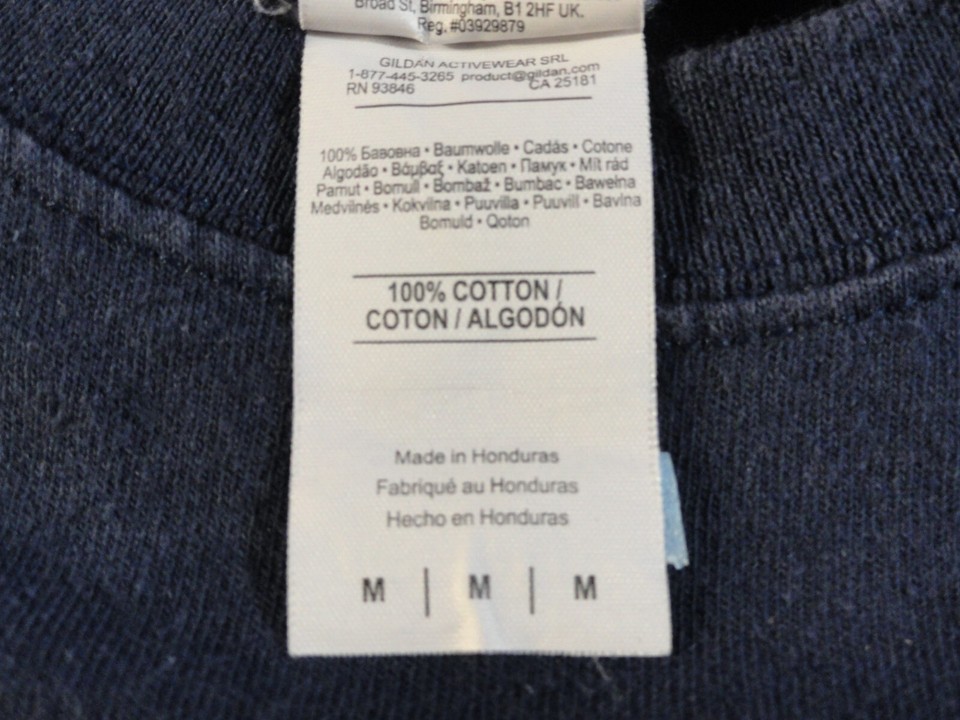 Broad St, Birmingham, B1 2HF UK.
Reg. #03929879
GILDAN ACTIVEWEAR SRL
1-877-445-3265 product@gildan.com
RN 93846 CA 25181
100% Бавовна • Baumwolle • Cadás • Cotone
Algodão • Βάμβαξ • Katoen • Памук • Mít rád
Pamut • Bomull • Bombaž • Bumbac • Bawełna
Medvilnės • Kokvilna • Puuvilla • Puuvill • Bavlna
Bomuld • Qoton
100% COTTON /
COTON / ALGODÓN
Made in Honduras
Fabriqué au Honduras
Hecho en Honduras
M | M | M